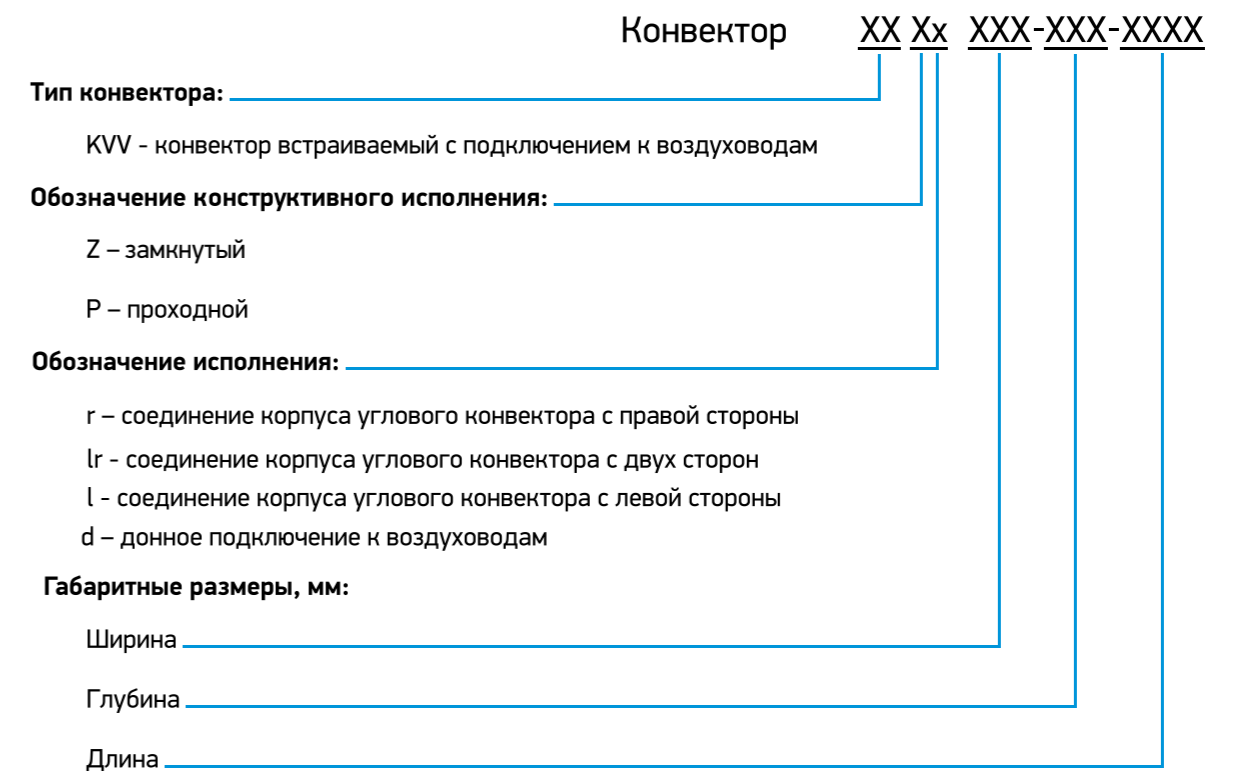 Конвектор XX Xx XXX-XXX-XXXX
Тип конвектора:
KVV - конвектор встраиваемый с подключением к воздуховодам
Обозначение конструктивного исполнения:
Z – замкнутый
P – проходной
Обозначение исполнения:
r – соединение корпуса углового конвектора с правой стороны
lr - соединение корпуса углового конвектора с двух сторон
l - соединение корпуса углового конвектора с левой стороны
d – донное подключение к воздуховодам
Габаритные размеры, мм:
Ширина
Глубина
Длина